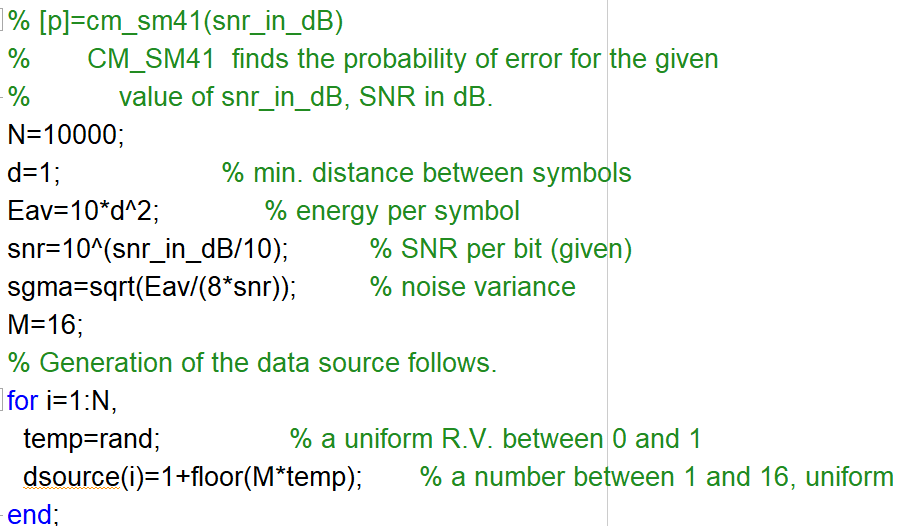 % [p]=cm_sm41(snr_in_dB)
% CM_SM41 finds the probability of error for the given
% value of snr_in_dB, SNR in dB.
N=10000;
d=1; % min. distance between symbols
Eav=10*d^2; % energy per symbol
snr=10^(snr_in_dB/10); % SNR per bit (given)
sgma=sqrt(Eav/(8*snr)); % noise variance
M=16;
% Generation of the data source follows.
for i=1:N,
temp=rand; % a uniform R.V. between 0 and 1
dsource(i)=1+floor(M*temp); % a number between 1 and 16, uniform
end;